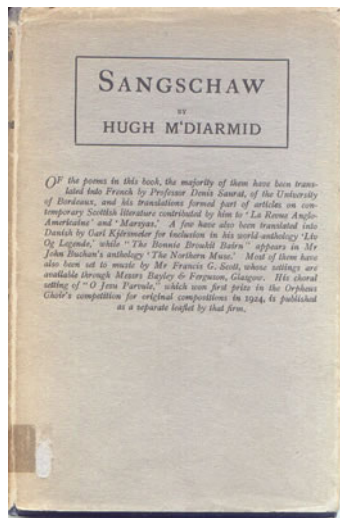 SANGSCHAW
BY
HUGH M‘DIARMID
OF the poems in this book, the majority of them have been trans-
lated into French by Professor Denis Saurat, of the University
of Bordeaux, and his translations formed part of articles on con-
temporary Scottish literature contributed by him to ‘La Revue Anglo-
Americaine’ and ‘Marsyas.’ A few have also been translated into
Danish by Carl Kjérsmeier for inclusion in his world-anthology ‘Liv
Og Legende,’ while “The Bonnie Broukit Bairn” appears in Mr
John Buchan's anthology ‘The Northern Muse.’ Most of them have
also been set to music by Mr Francis G. Scott, whose settings are
available through Messrs Bayley & Ferguson, Glasgow. His choral
setting of “O Jesu Parvule,” which won first prize in the Orpheus
Choir's competition for original compositions in 1924, is published
as a separate leaflet by that firm.